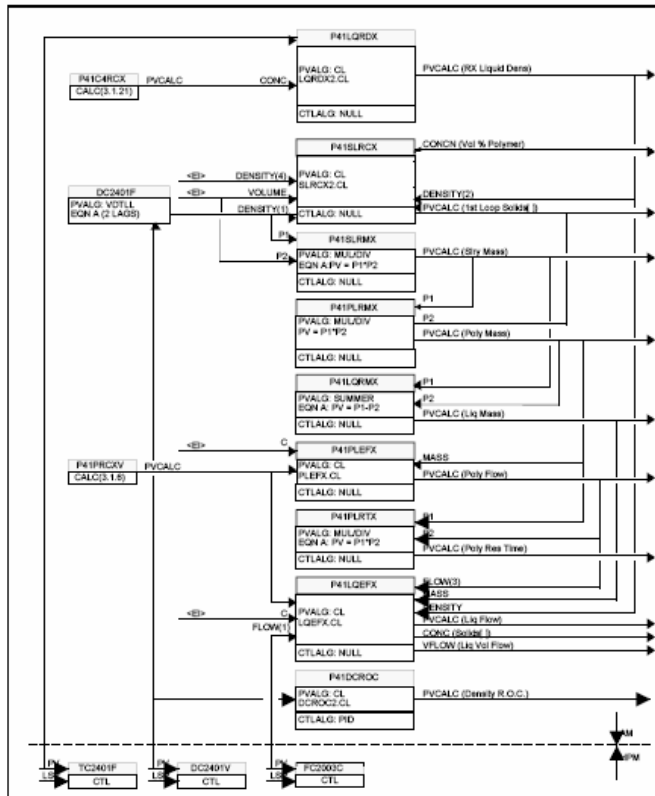 P41LQRDX
P41C4RCX PVCALC CONC
CALC(3.1.21)
PVALG: CL
LQRDX2.CL
CTLALG: NULL
PVCALC (RX Liquid Dens)
P41SLRCX
CONCN (Vol % Polymer)
<EI> DENSITY(4)
<EI> VOLUME
DENSITY(1)
PVALG: CL
SLRCX2.CL
CTLALG: NULL
DENSITY(2)
PVCALC (1st Loop Solids[ ])
DC2401F
PVALG: VDTLL
EQN A (2 LAGS)
P1
P2
P41SLRMX
PVALG: MUL/DIV
EQN A:PV = P1*P2
CTLALG: NULL
PVCALC (Slry Mass)
P41PLRMX
PVALG: MUL/DIV
PV = P1*P2
CTLALG: NULL
P1
P2
PVCALC (Poly Mass)
P41LQRMX
PVALG: SUMMER
EQN A: PV = P1-P2
CTLALG: NULL
P1
P2
PVCALC (Liq Mass)
<EI> C
P41PRCXV PVCALC
CALC(3.1.6)
P41PLEFX
PVALG: CL
PLEFX.CL
CTLALG: NULL
MASS
PVCALC (Poly Flow)
P41PLRTX
PVALG: MUL/DIV
EQN A: PV = P1*P2
CTLALG: NULL
P1
P2
PVCALC (Poly Res Time)
P41LQEFX
<EI> C
FLOW(1)
PVALG: CL
LQEFX.CL
CTLALG: NULL
FLOW(3)
MASS
DENSITY
PVCALC (Liq Flow)
CONC (Solids[ ])
VFLOW (Liq Vol Flow)
P41DCROC
PVALG: CL
DCROC2.CL
CTLALG: PID
PVCALC (Density R.O.C.)
AM
HPM
PV TC2401F
LS CTL
PV DC2401V
LS CTL
PV FC2003C
LS CTL